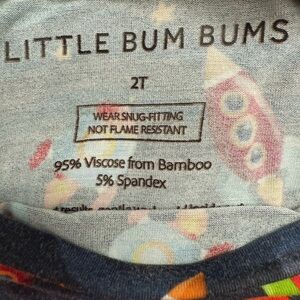 LITTLE BUM BUMS
2T
WEAR SNUG-FITTING
NOT FLAME RESISTANT
95% Viscose from Bamboo
5% Spandex